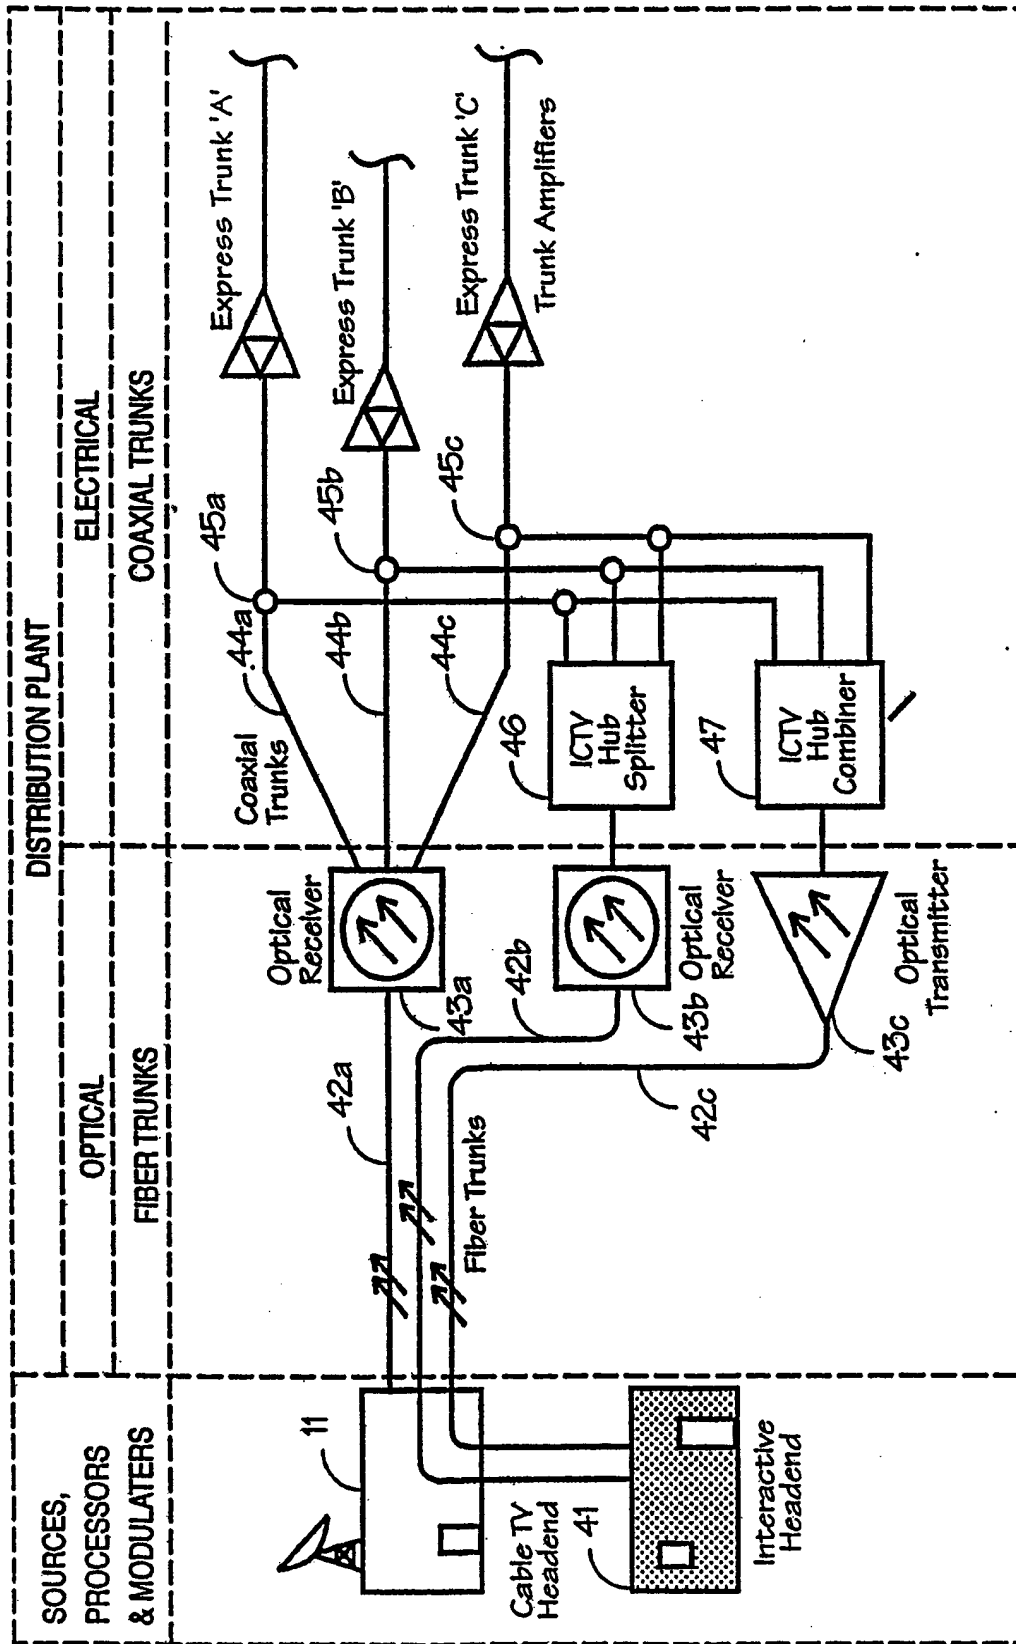 DISTRIBUTION PLANT
SOURCES,
PROCESSORS
& MODULATERS
OPTICAL
ELECTRICAL
FIBER TRUNKS
COAXIAL TRUNKS
11
Cable TV
Headend
41
Interactive
Headend
42a
Fiber Trunks
42b
42c
Optical
Receiver
43a
Optical
Receiver
43b
Optical
Transmitter
43c
Coaxial
Trunks
44a
44b
44c
45a
45b
45c
46
ICTV
Hub
Splitter
47
ICTV
Hub
Combiner
Express Trunk 'A'
Express Trunk 'B'
Express Trunk 'C'
Trunk Amplifiers